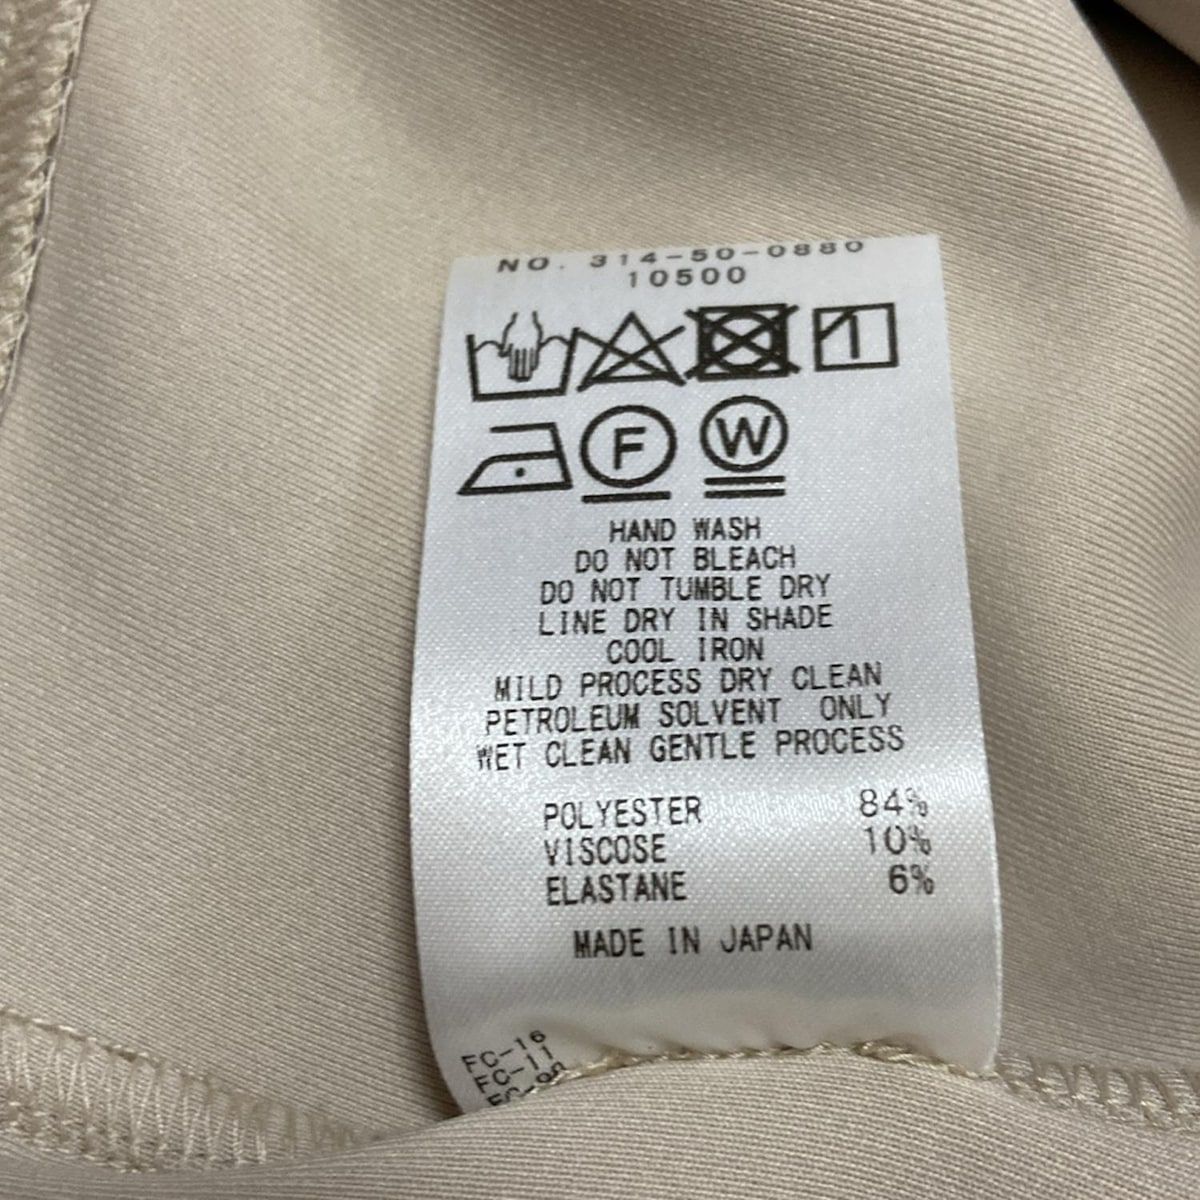 NO. 314-50-0880
10500
F W
HAND WASH
DO NOT BLEACH
DO NOT TUMBLE DRY
LINE DRY IN SHADE
COOL IRON
MILD PROCESS DRY CLEAN
PETROLEUM SOLVENT ONLY
WET CLEAN GENTLE PROCESS
POLYESTER 84%
VISCOSE 10%
ELASTANE 6%
MADE IN JAPAN
FC-16
FC-11